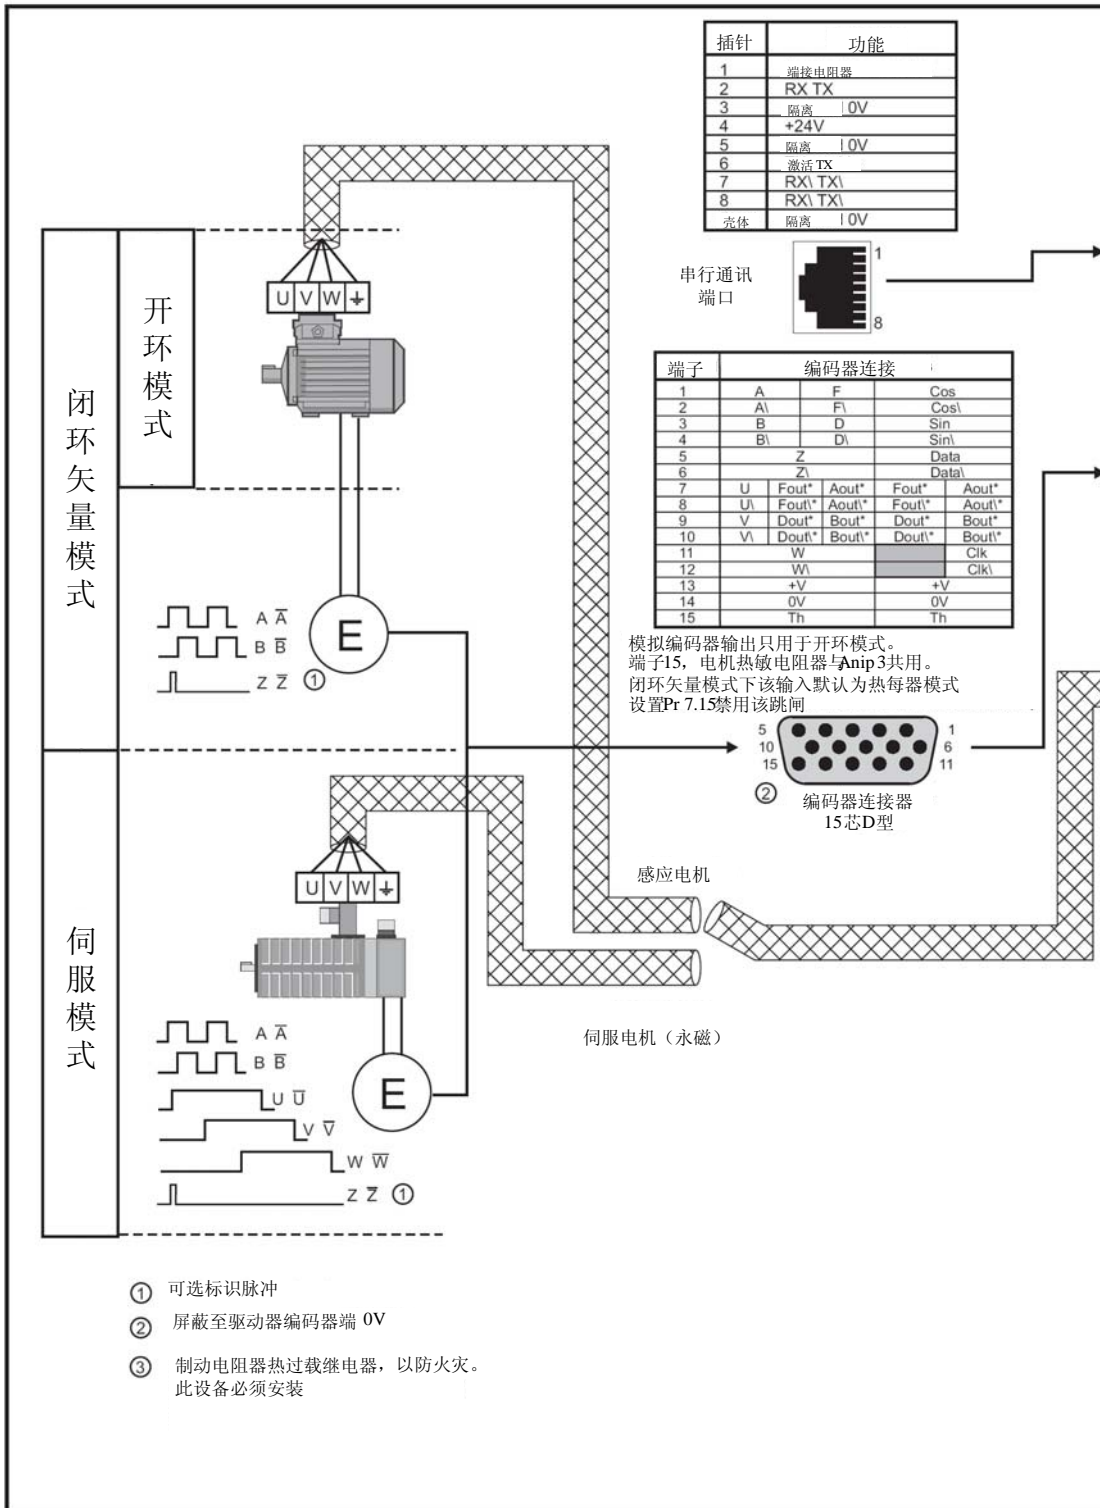 插针 功能
1 端接电阻器
2 RX TX
3 隔离 0V
4 +24V
5 隔离 0V
6 激活 TX
7 RX\ TX\
8 RX\ TX\
壳体 隔离 0V
串行通讯
端口
1
8
U V W
开环模式
闭环矢量模式
端子 编码器连接
1 A F Cos
2 A\ F\ Cos\
3 B D Sin
4 B\ D\ Sin\
5 Z Data
6 Z\ Data\
7 U Fout* Aout* Fout* Aout*
8 U\ Fout\* Aout\* Fout\* Aout\*
9 V Dout* Bout* Dout* Bout*
10 V\ Dout\* Bout\* Dout\* Bout\*
11 W Clk
12 W\ Clk\
13 +V +V
14 0V 0V
15 Th Th
A A̅
B B̅
Z Z̅ ①
E
模拟编码器输出只用于开环模式。
端子15，电机热敏电阻器与Anip 3共用。
闭环矢量模式下该输入默认为热每器模式
设置Pr 7.15禁用该跳闸
5 1
10 6
15 11
② 编码器连接器
15芯D型
U V W
感应电机
伺服模式
伺服电机（永磁）
A A̅
B B̅
U U̅
V V̅
W W̅
Z Z̅ ①
E
① 可选标识脉冲
② 屏蔽至驱动器编码器端 0V
③ 制动电阻器热过载继电器，以防火灾。
此设备必须安装